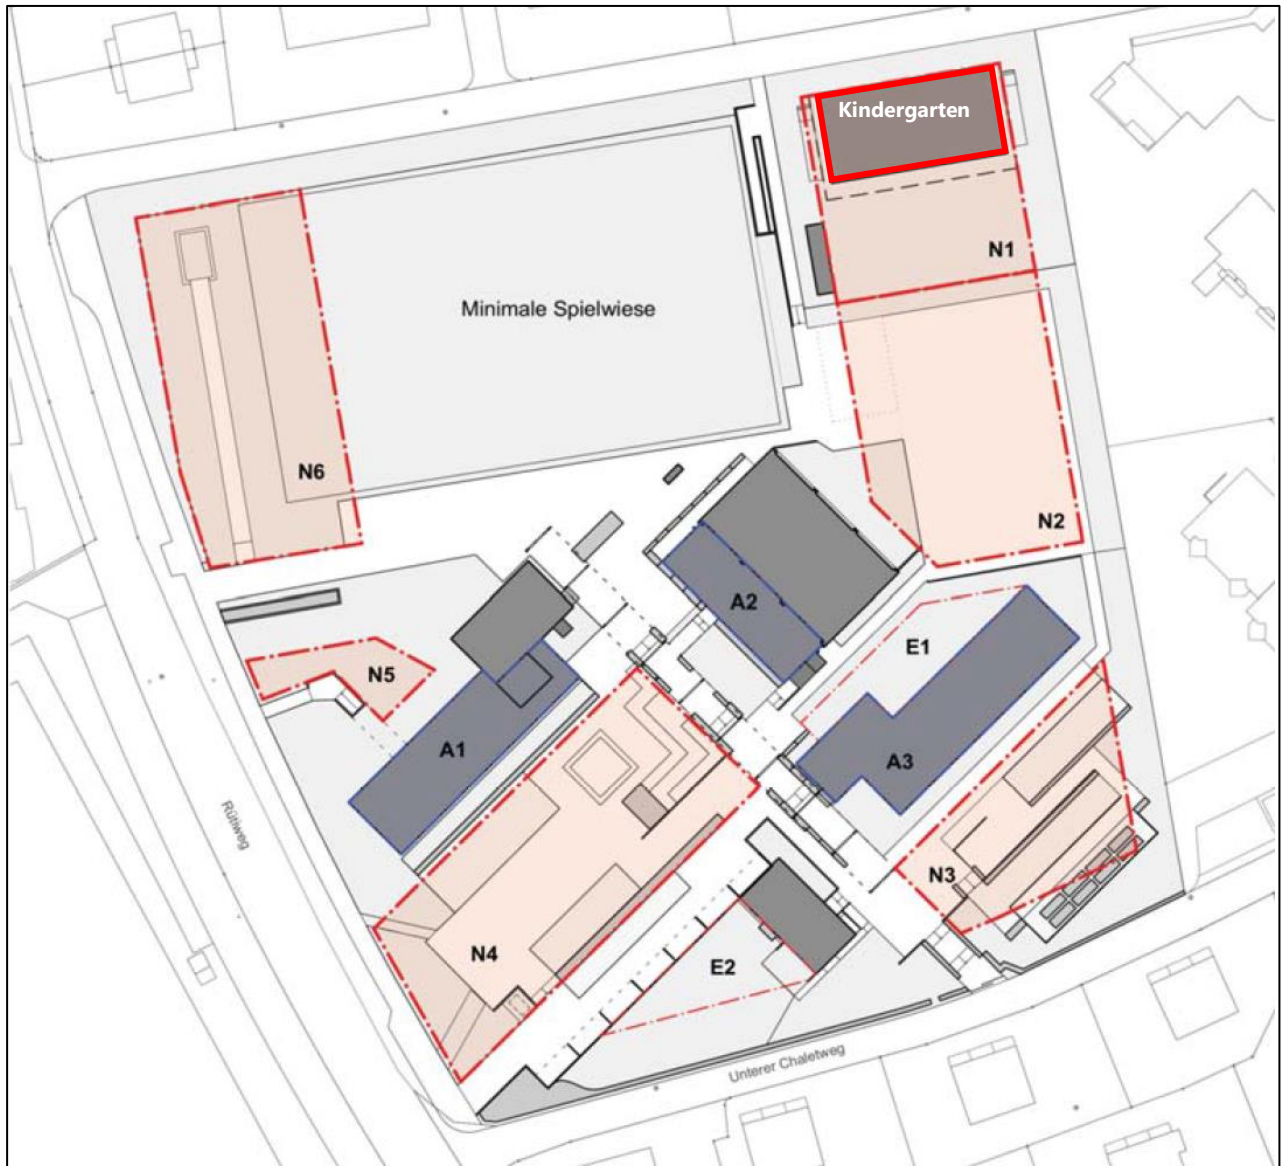 Kindergarten
N1
Minimale Spielwiese
N6
N2
A2
E1
N5
A1
A3
Rütiweg
N3
N4
E2
Unterer Chaletweg